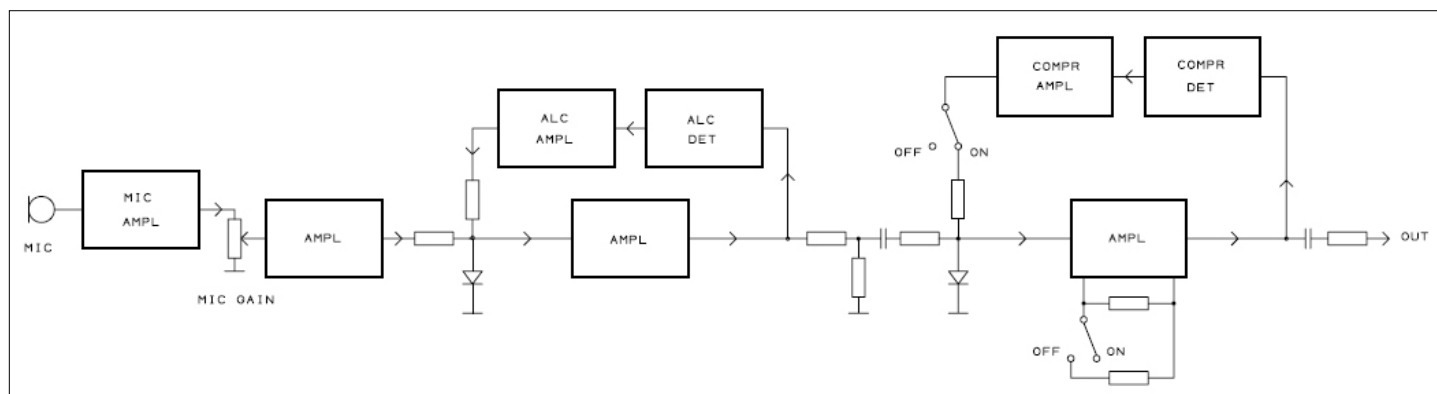 COMPR
AMPL
COMPR
DET
ALC
AMPL
ALC
DET
OFF
ON
MIC
AMPL
MIC
MIC GAIN
AMPL
AMPL
AMPL
OUT
OFF
ON